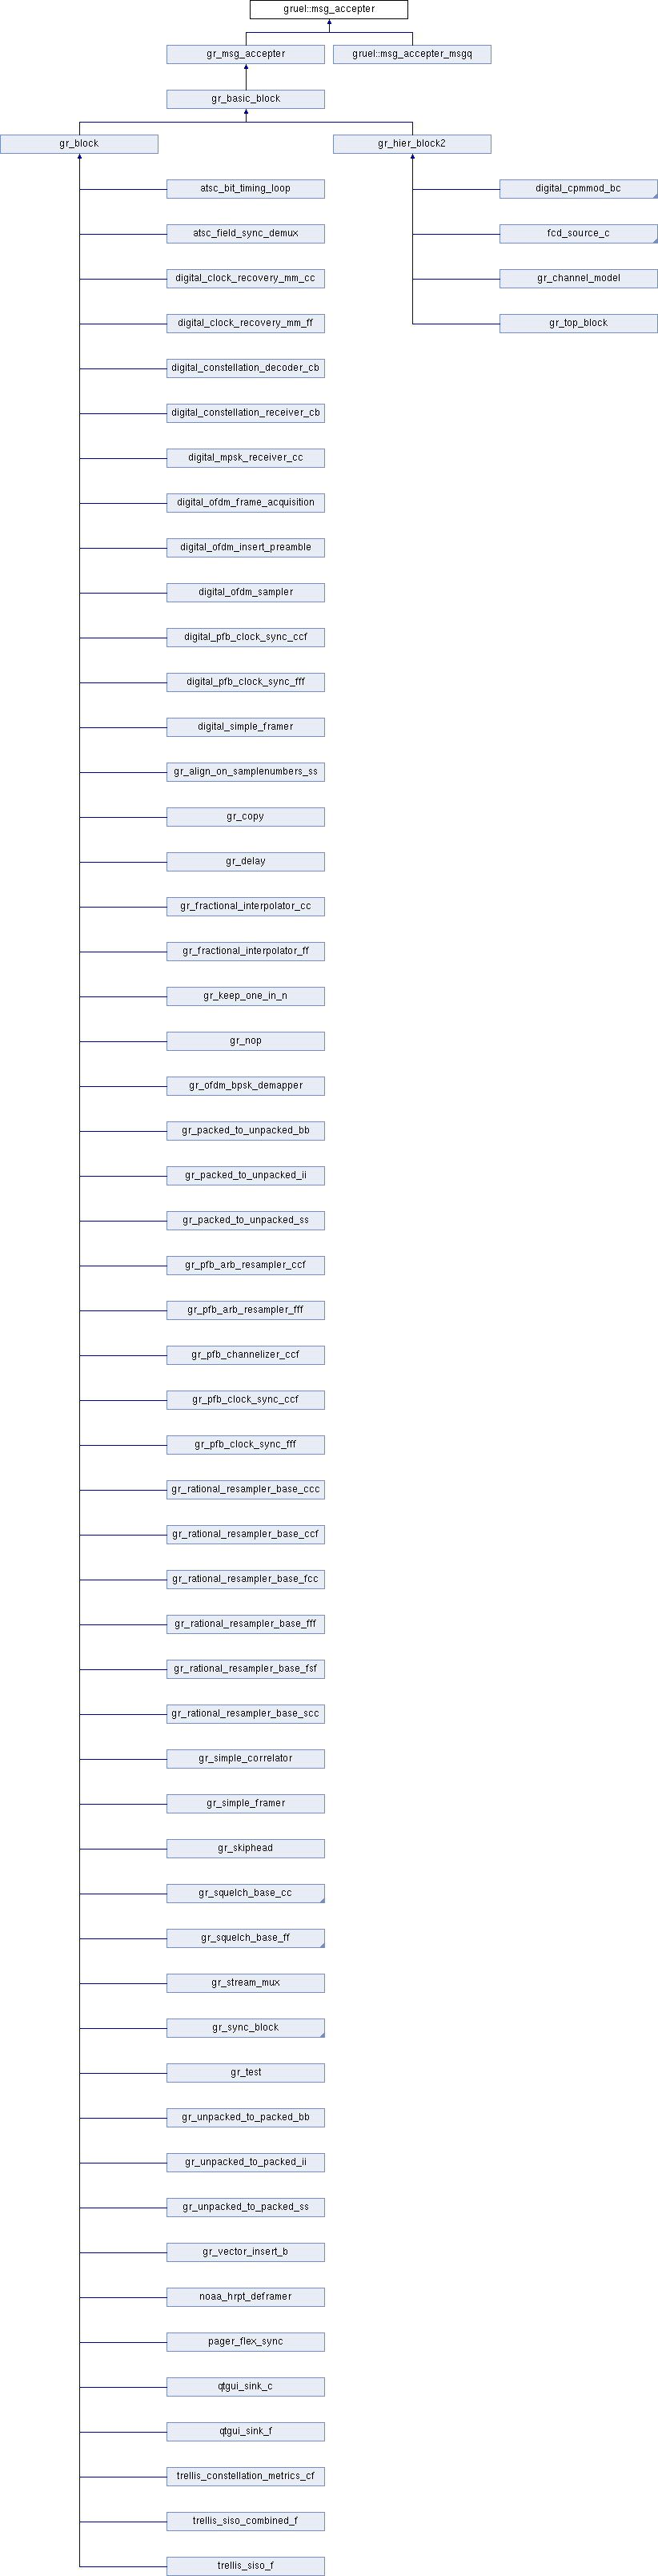 gruel::msg_accepter
gr_msg_accepter
gruel::msg_accepter_msgq
gr_basic_block
gr_block
gr_hier_block2
atsc_bit_timing_loop
digital_cpmmod_bc
atsc_field_sync_demux
fcd_source_c
digital_clock_recovery_mm_cc
gr_channel_model
digital_clock_recovery_mm_ff
gr_top_block
digital_constellation_decoder_cb
digital_constellation_receiver_cb
digital_mpsk_receiver_cc
digital_ofdm_frame_acquisition
digital_ofdm_insert_preamble
digital_ofdm_sampler
digital_pfb_clock_sync_ccf
digital_pfb_clock_sync_fff
digital_simple_framer
gr_align_on_samplenumbers_ss
gr_copy
gr_delay
gr_fractional_interpolator_cc
gr_fractional_interpolator_ff
gr_keep_one_in_n
gr_nop
gr_ofdm_bpsk_demapper
gr_packed_to_unpacked_bb
gr_packed_to_unpacked_ii
gr_packed_to_unpacked_ss
gr_pfb_arb_resampler_ccf
gr_pfb_arb_resampler_fff
gr_pfb_channelizer_ccf
gr_pfb_clock_sync_ccf
gr_pfb_clock_sync_fff
gr_rational_resampler_base_ccc
gr_rational_resampler_base_ccf
gr_rational_resampler_base_fcc
gr_rational_resampler_base_fff
gr_rational_resampler_base_fsf
gr_rational_resampler_base_scc
gr_simple_correlator
gr_simple_framer
gr_skiphead
gr_squelch_base_cc
gr_squelch_base_ff
gr_stream_mux
gr_sync_block
gr_test
gr_unpacked_to_packed_bb
gr_unpacked_to_packed_ii
gr_unpacked_to_packed_ss
gr_vector_insert_b
noaa_hrpt_deframer
pager_flex_sync
qtgui_sink_c
qtgui_sink_f
trellis_constellation_metrics_cf
trellis_siso_combined_f
trellis_siso_f